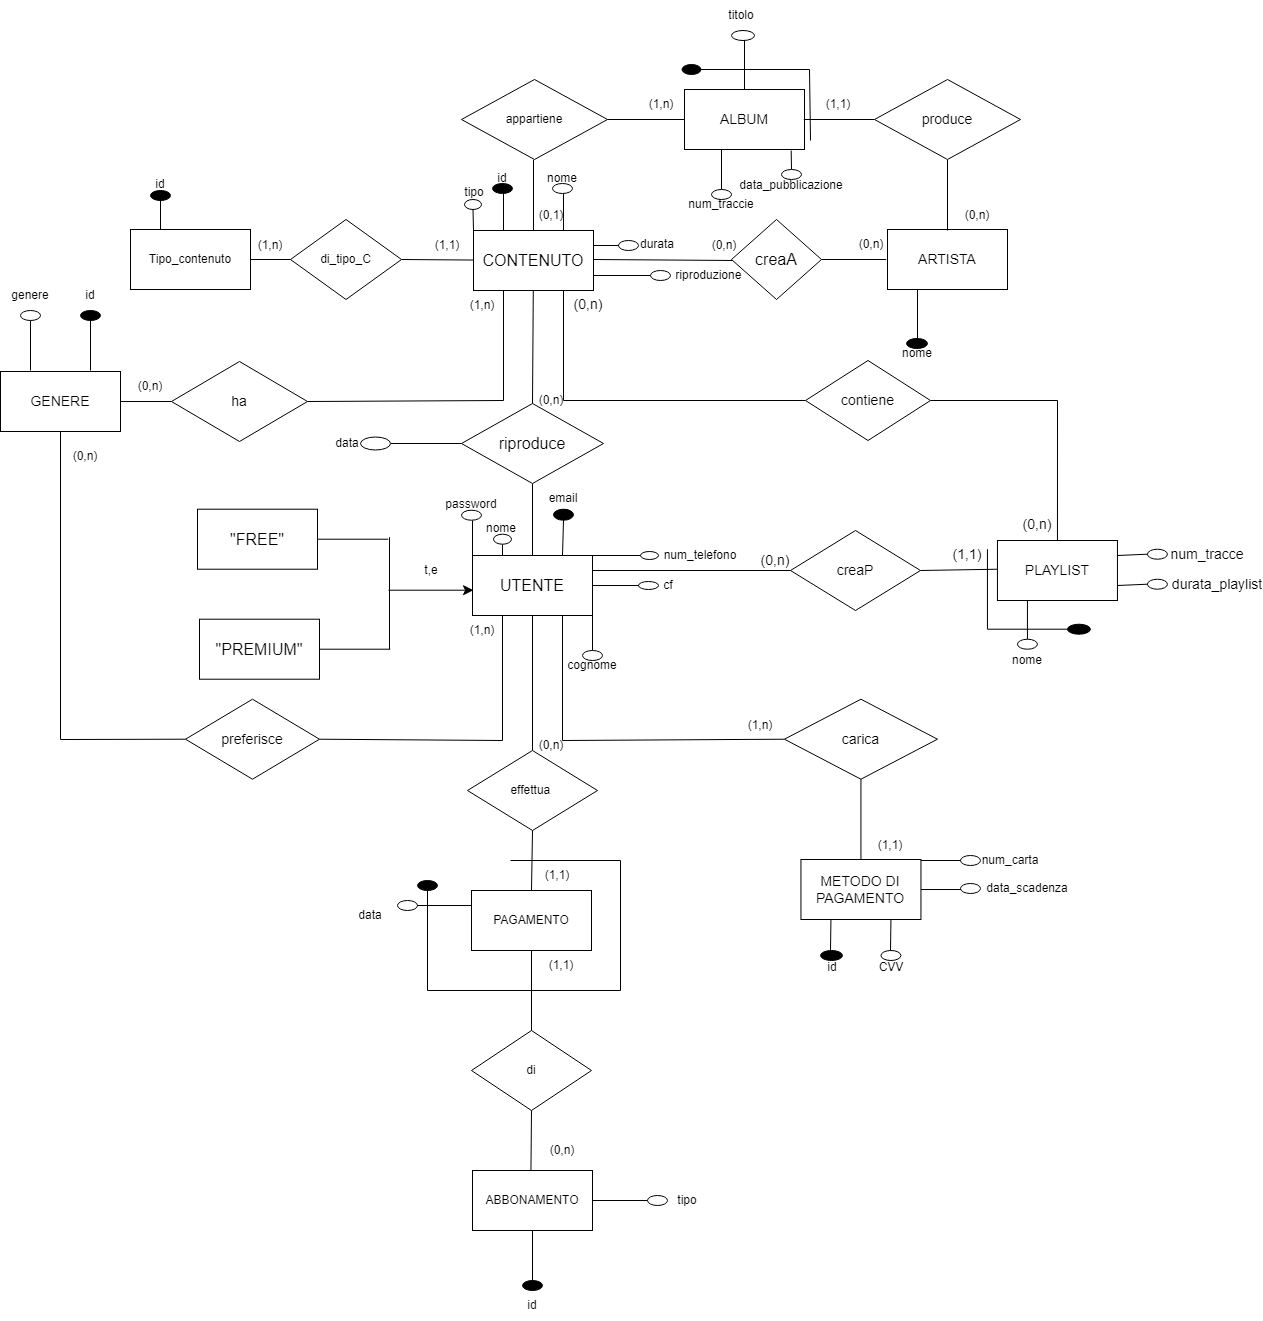 titolo
(1,n)
ALBUM
(1,1)
appartiene
produce
id
tipo
id
nome
data_pubblicazione
num_traccie
(0,1)
(0,n)
Tipo_contenuto
(1,n)
di_tipo_C
(1,1)
CONTENUTO
durata
riproduzione
(0,n)
creaA
(0,n)
ARTISTA
genere
id
(1,n)
(0,n)
nome
GENERE
(0,n)
ha
(0,n)
contiene
(0,n)
data
riproduce
password
nome
email
(0,n)
"FREE"
t,e
UTENTE
num_telefono
cf
(0,n)
creaP
(1,1)
PLAYLIST
num_tracce
durata_playlist
"PREMIUM"
(1,n)
cognome
nome
preferisce
(0,n)
(1,n)
carica
effettua
(1,1)
(1,1)
METODO DI
PAGAMENTO
num_carta
data_scadenza
data
PAGAMENTO
(1,1)
id
CVV
di
(0,n)
ABBONAMENTO
tipo
id